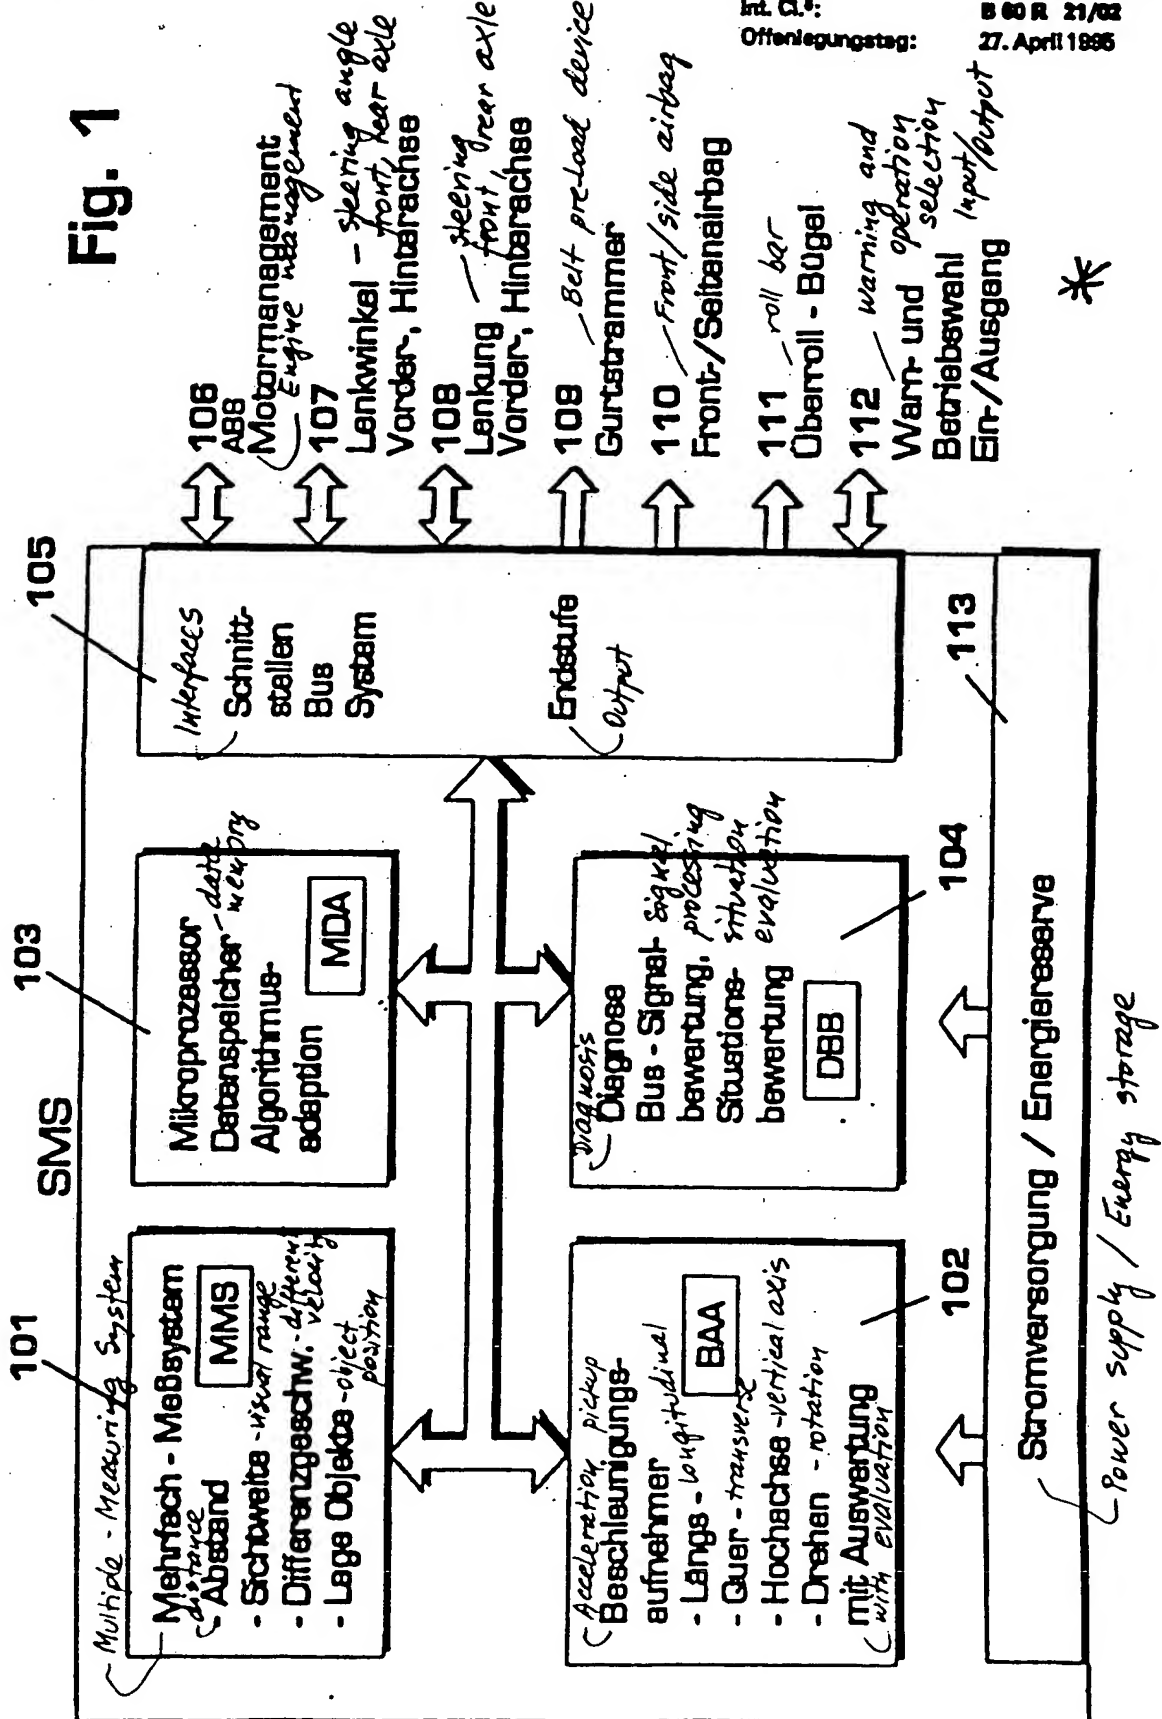 Int. Cl.⁶: B 60 R 21/02
Offenlegungstag: 27. April 1995
Fig. 1
SMS
101
Multiple - Measuring System
Mehrfach - Meßsystem
distance
- Abstand
MMS
- Sichtweite - visual range
- Differenzgeschw. - different velocity
- Lage Objekte - object position
103
Mikroprozessor
Datenspeicher - data memory
Algorithmus-
adaption
MDA
105
Interfaces
Schnitt-
stellen
Bus
System
Endstufe
Output
106
ABS
Motormanagement
Engine management
107 - steering angle
Lenkwinkel - front, rear axle
Vorder-, Hinterachse
108 steering
Lenkung - front, rear axle
Vorder-, Hinterachse
109 - Belt pre-load device
Gurtstrammer
110 - Front/side airbag
Front-/Seitenairbag
111 - roll bar
Überroll - Bügel
112 - warning and
Warn- und operation
Betriebswahl selection
Ein-/Ausgang Input/Output
*
Acceleration pickup
Beschleunigungs-
aufnehmer
- Längs - longitudinal
BAA
- Quer - transverse
- Hochachse - vertical axis
- Drehen - rotation
mit Auswertung
with evaluation
102
Diagnosis
Diagnose
Bus - Signal- signal
bewertung, processing
Situations- situation
bewertung evaluation
DBB
104
113
Stromversorgung / Energiereserve
Power supply / Energy storage